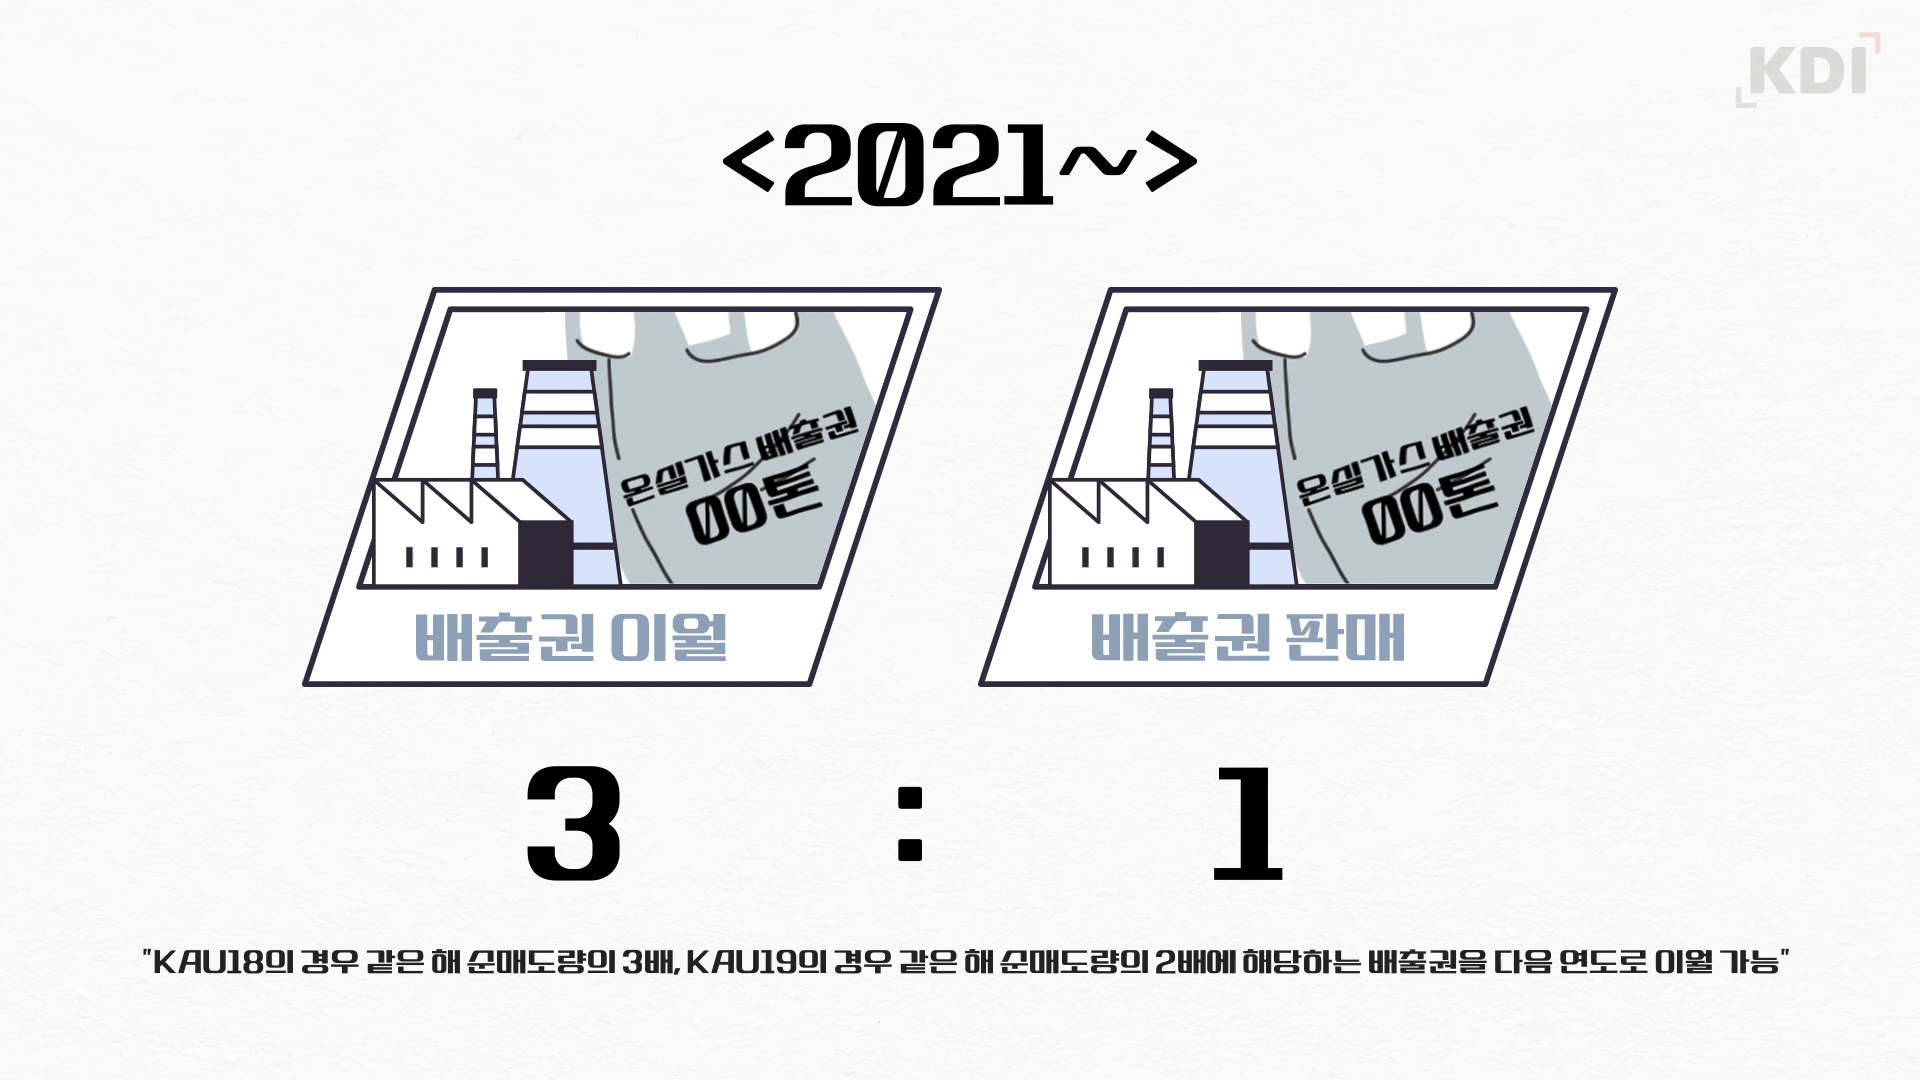 KDI
<2021~>
온실가스 배출권
00톤
배출권 이월
온실가스 배출권
00톤
배출권 판매
3 : 1
"KAU18의 경우 같은 해 순매도량의 3배, KAU19의 경우 같은 해 순매도량의 2배에 해당하는 배출권을 다음 연도로 이월 가능"